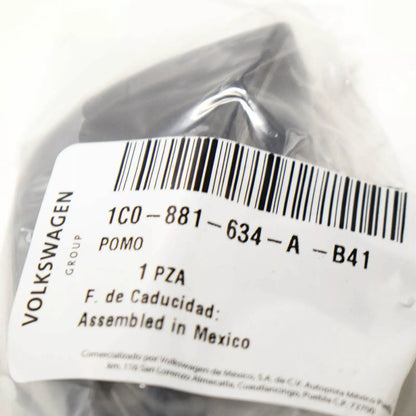 VOLKSWAGEN
GROUP
1C0-881-634-A -B41
POMO
1 PZA
F. de Caducidad:
Assembled in Mexico
Comercializado por Volkswagen de México, S.A. de C.V. Autopista México Pue.
km. 116 San Lorenzo Almecatla, Cuautlancingo, Puebla C.P. 72700